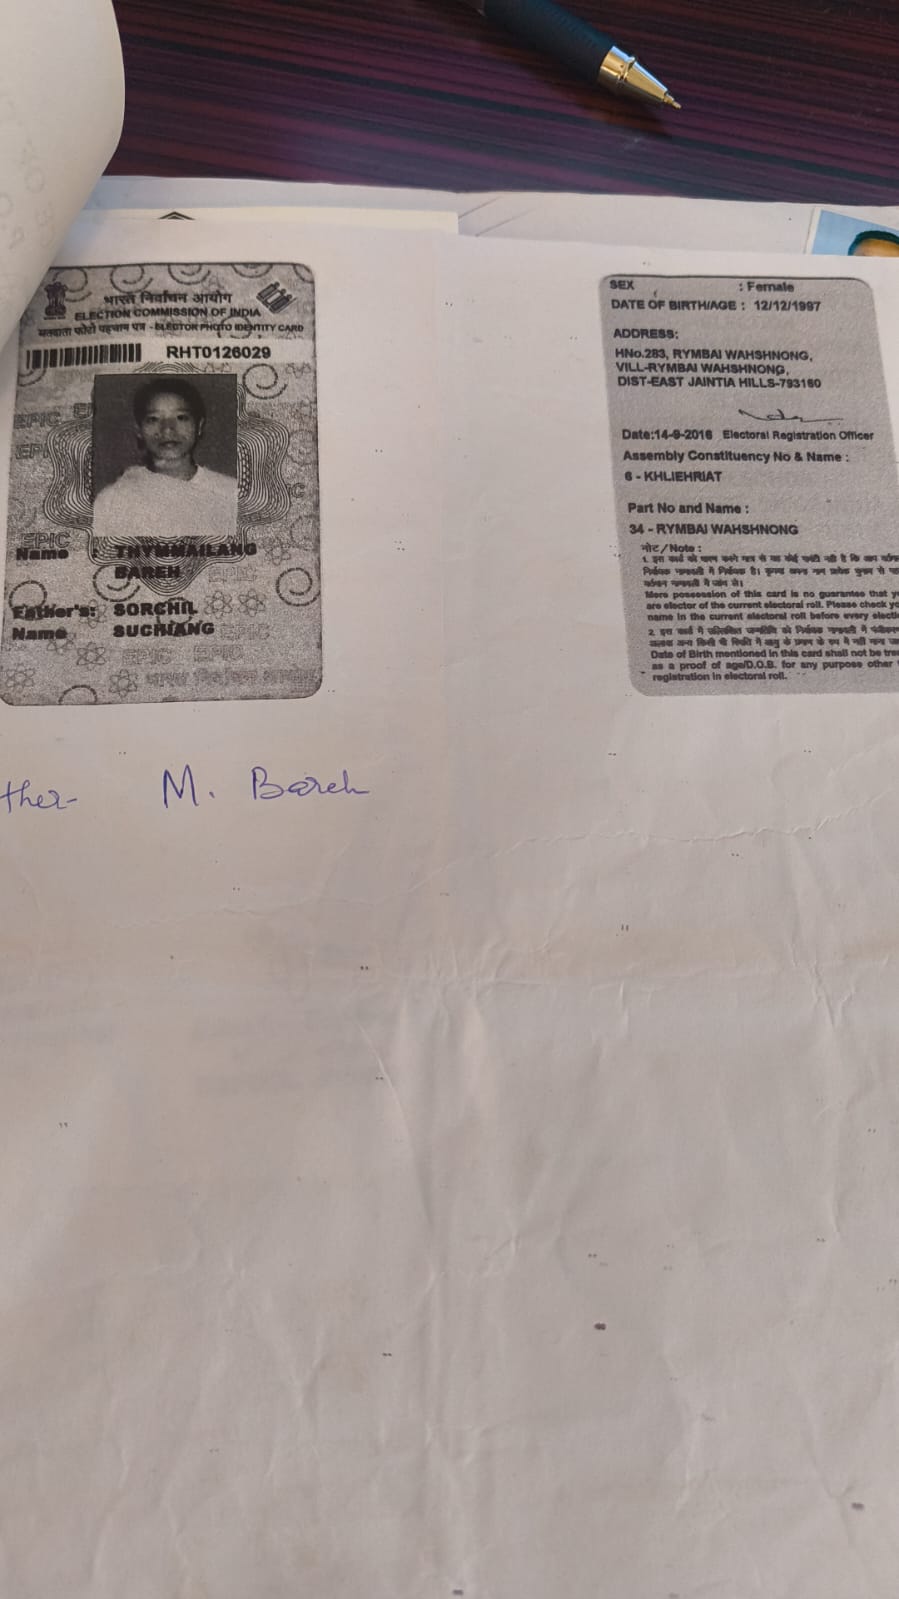 भारत निर्वाचन आयोग
ELECTION COMMISSION OF INDIA
मतदाता फोटो पहचान पत्र - ELECTOR PHOTO IDENTITY CARD
RHT0126029
Name : THYMMAILANG
BAREH
Father's: SORCHIL
Name SUCHIANG
ther- M. Bareh
SEX : Female
DATE OF BIRTH/AGE : 12/12/1997
ADDRESS:
HNo.283, RYMBAI WAHSHNONG,
VILL-RYMBAI WAHSHNONG,
DIST-EAST JAINTIA HILLS-793160
Date:14-9-2016 Electoral Registration Officer
Assembly Constituency No & Name :
6 - KHLIEHRIAT
Part No and Name :
34 - RYMBAI WAHSHNONG
नोट/Note :
Mere possession of this card is no guarantee that
are elector of the current electoral roll. Please check
name in the current electoral roll before every
Date of Birth mentioned in this card shall not be
as a proof of age/D.O.B. for any purpose other
registration in electoral roll.